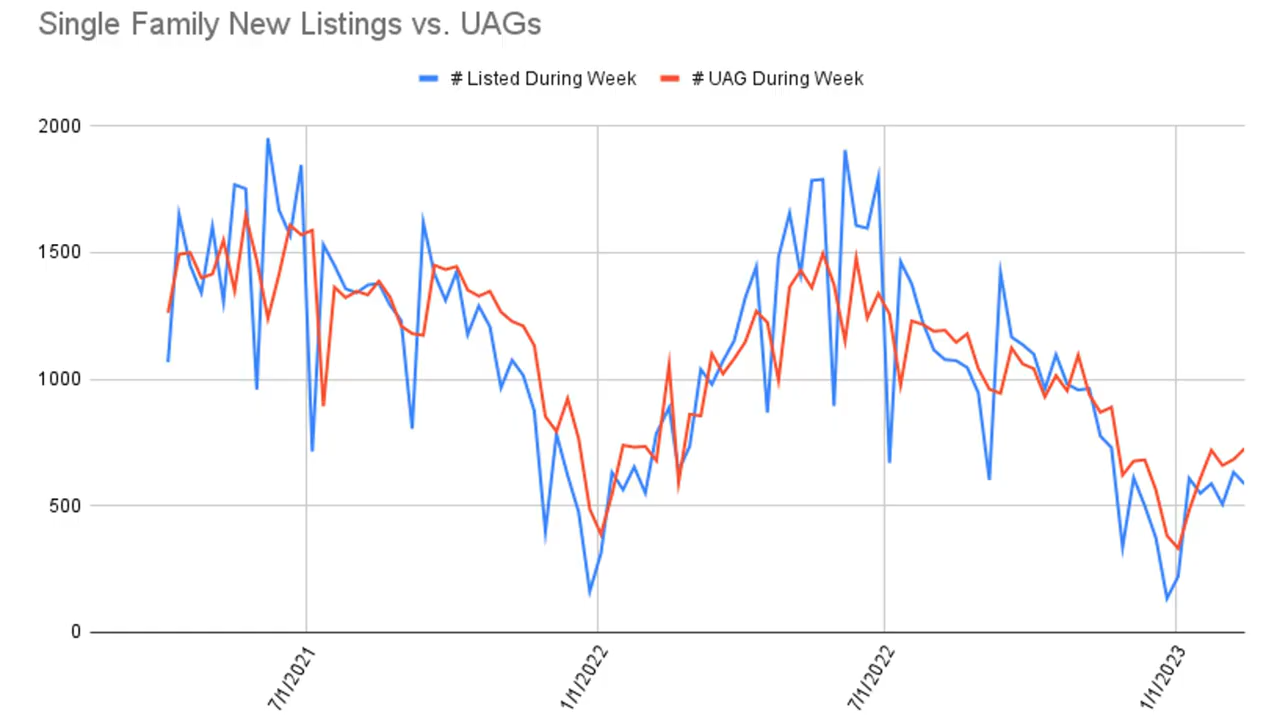 Single Family New Listings vs. UAGs
# Listed During Week # UAG During Week
2000
1500
1000
500
0
7/1/2021 1/1/2022 7/1/2022 1/1/2023